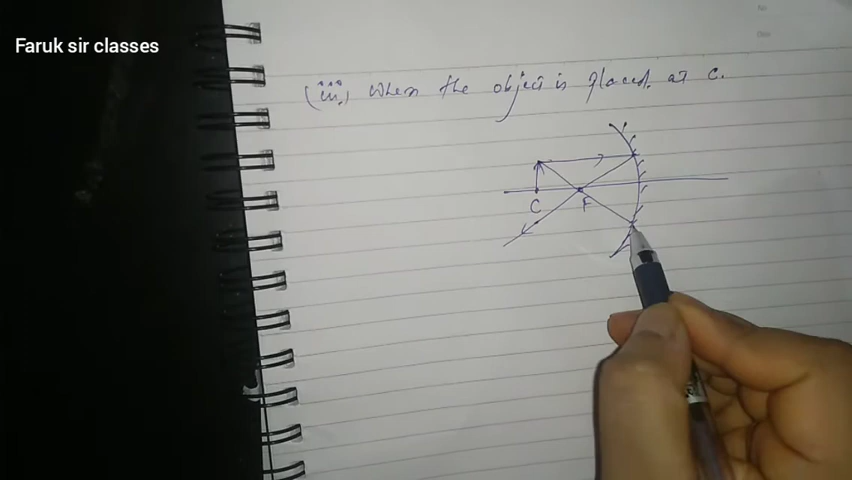 Faruk sir classes
(iii.) When the object is placed. at C.
C F